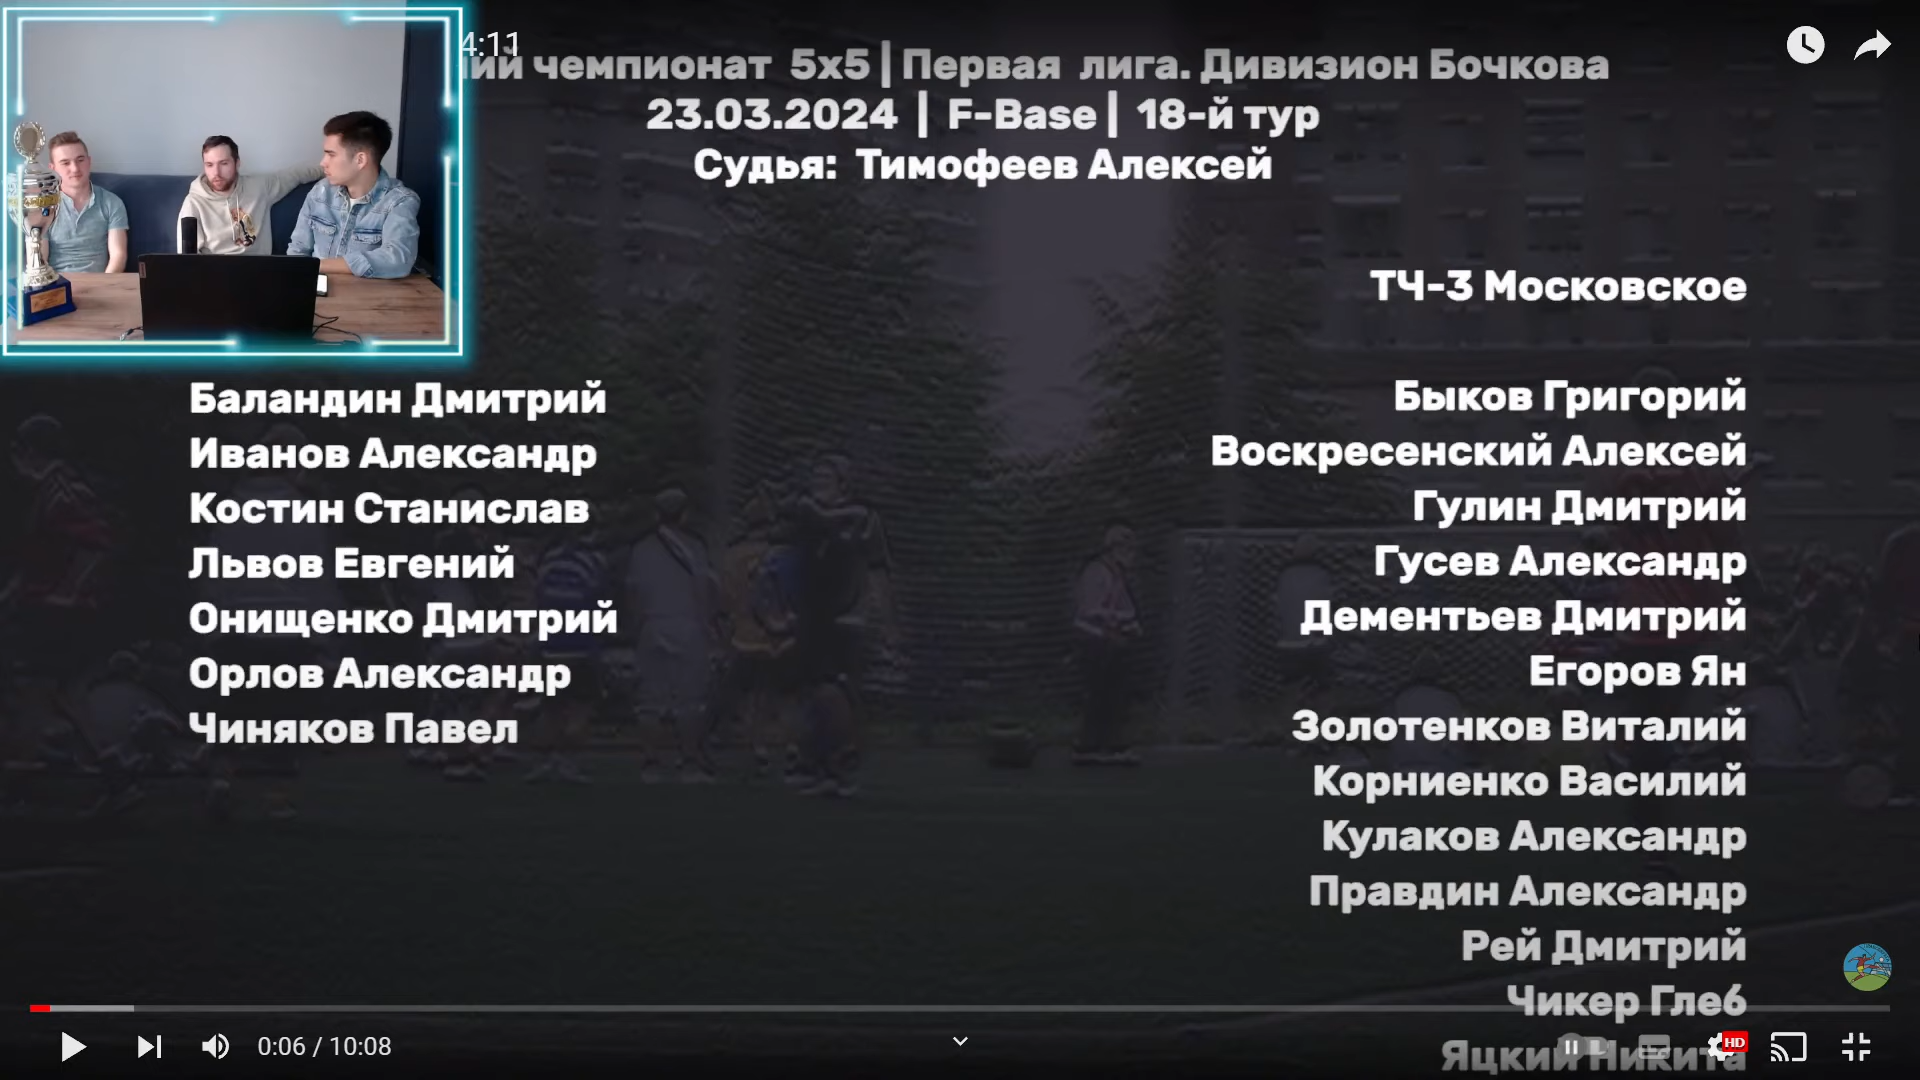 4:11
чемпионат 5x5 | Первая лига. Дивизион Бочкова
23.03.2024 | F-Base | 18-й тур
Судья: Тимофеев Алексей
ТЧ-3 Московское
Баландин Дмитрий
Иванов Александр
Костин Станислав
Львов Евгений
Онищенко Дмитрий
Орлов Александр
Чиняков Павел
Быков Григорий
Воскресенский Алексей
Гулин Дмитрий
Гусев Александр
Дементьев Дмитрий
Егоров Ян
Золотенков Виталий
Корниенко Василий
Кулаков Александр
Правдин Александр
Рей Дмитрий
Чикер Глеб
Яцкий Никита
0:06 / 10:08
HD